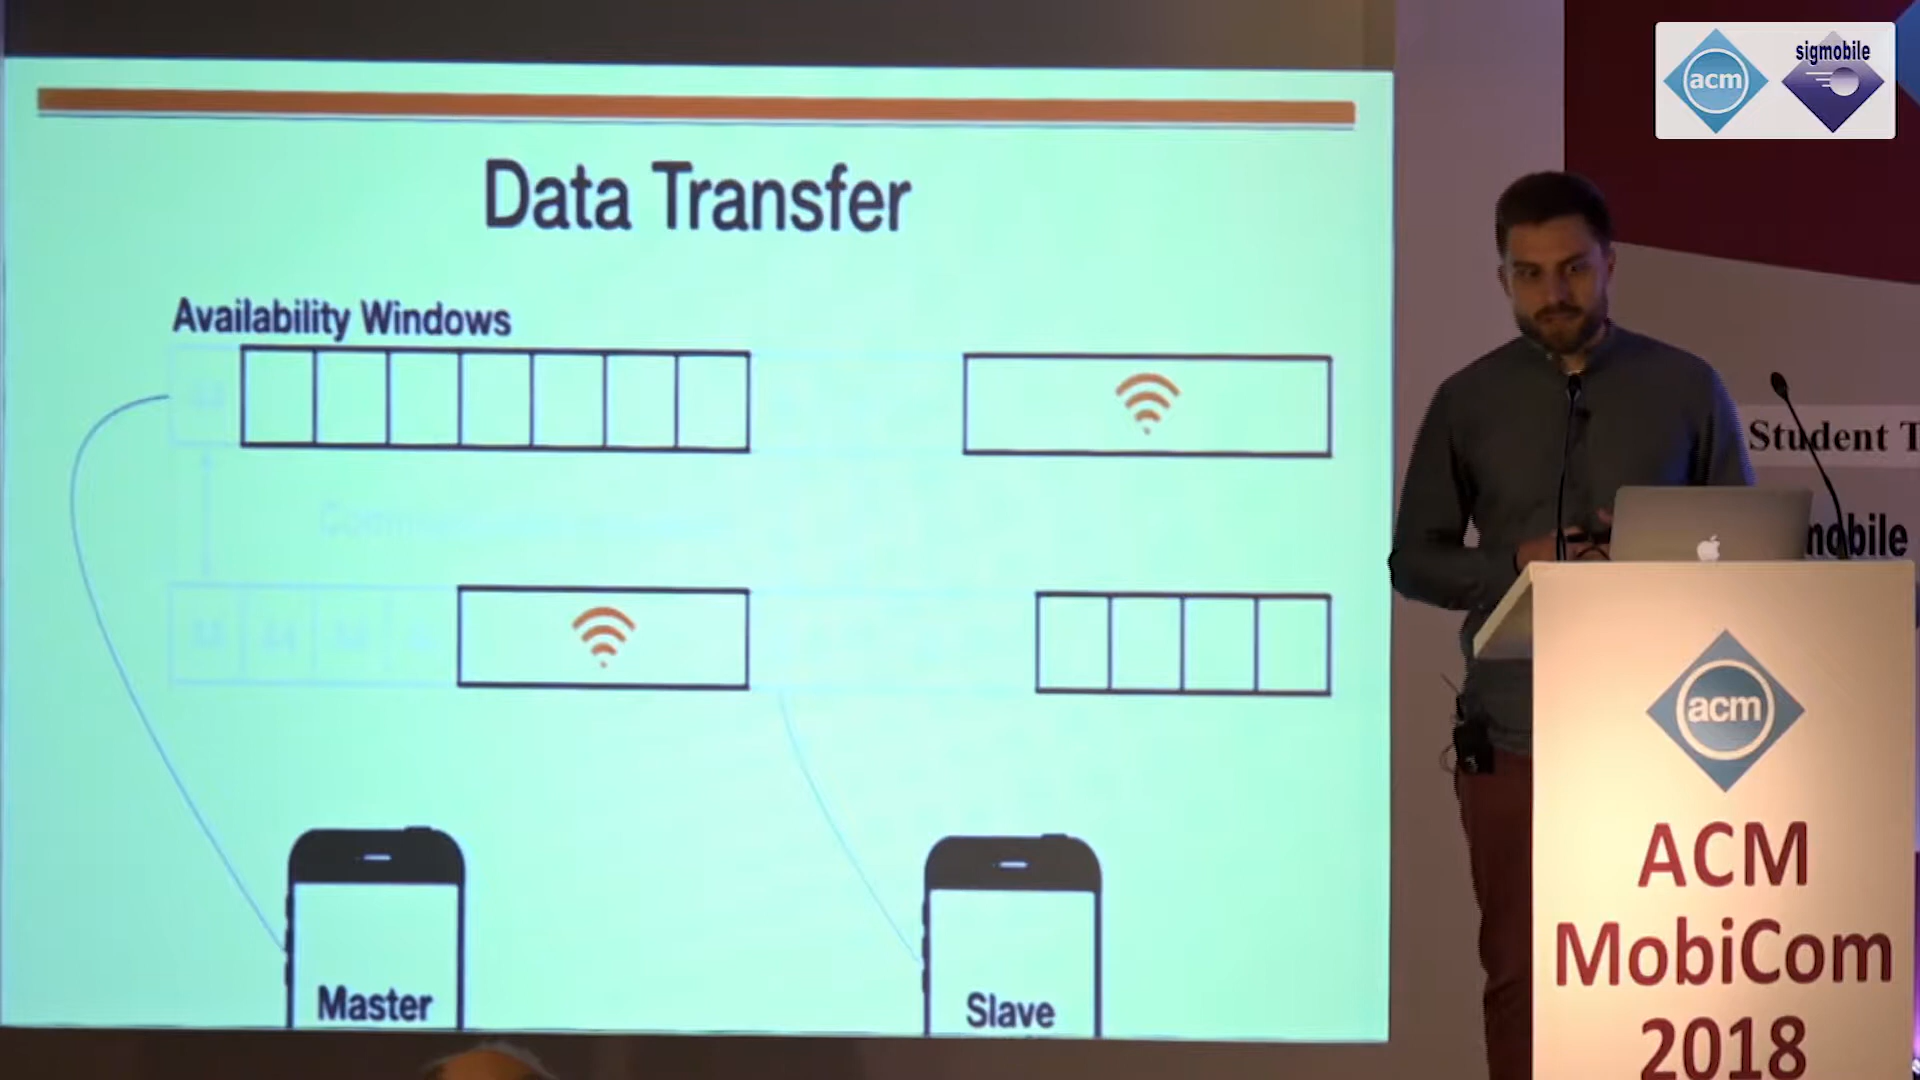 Data Transfer
Availability Windows
Master
Slave
acm
sigmobile
Student T
mobile
acm
ACM
MobiCom
2018